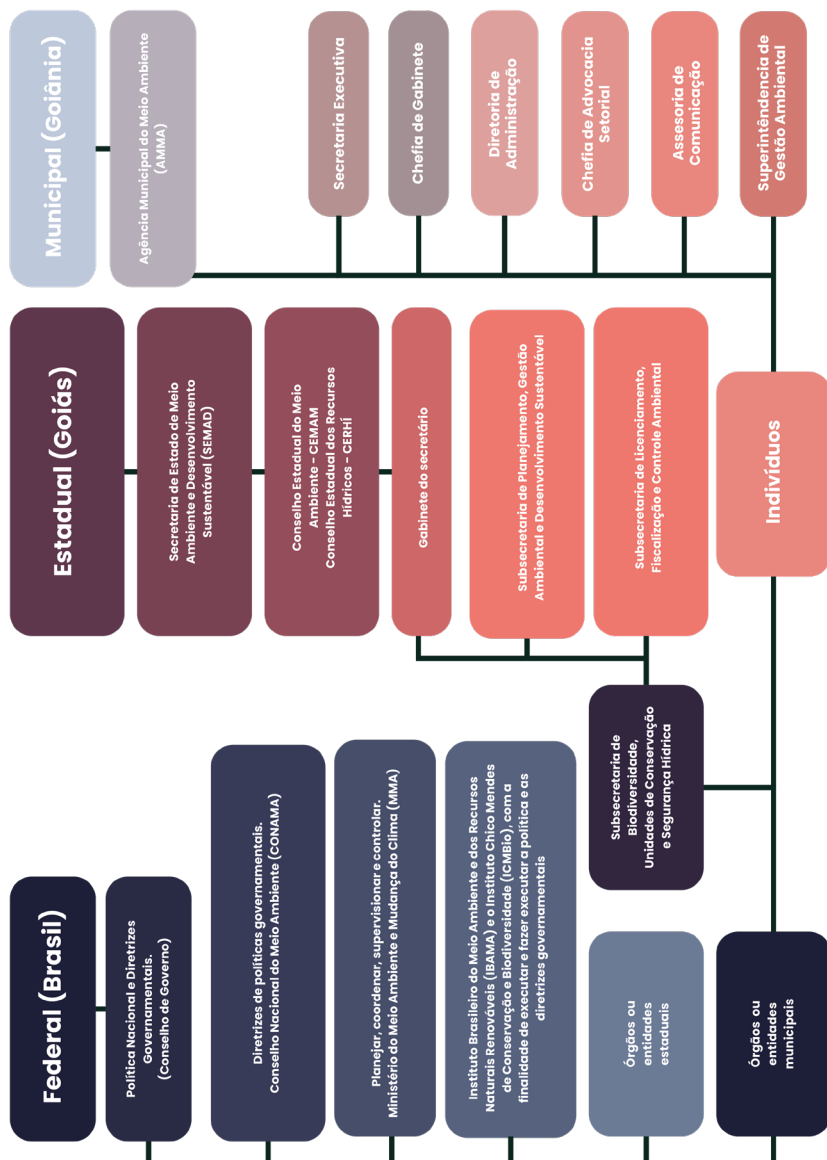 Federal (Brasil)
Política Nacional e Diretrizes
Governamentais.
(Conselho de Governo)
Diretrizes de políticas governamentais.
Conselho Nacional do Meio Ambiente (CONAMA)
Planejar, coordenar, supervisionar e controlar.
Ministério do Meio Ambiente e Mudança do Clima (MMA)
Instituto Brasileiro do Meio Ambiente e dos Recursos
Naturais Renováveis (IBAMA) e o Instituto Chico Mendes
de Conservação e Biodiversidade (ICMBio), com a
finalidade de executar e fazer executar a política e as
diretrizes governamentais
Órgãos ou
entidades
estaduais
Órgãos ou
entidades
municipais
Estadual (Goiás)
Secretaria de Estado de Meio
Ambiente e Desenvolvimento
Sustentável (SEMAD)
Conselho Estadual do Meio
Ambiente - CEMAM
Conselho Estadual dos Recursos
Hídricos - CERHí
Gabinete do secretário
Subsecretaria de Planejamento, Gestão
Ambiental e Desenvolvimento Sustentável
Subsecretaria de Licenciamento,
Fiscalização e Controle Ambiental
Subsecretaria de
Biodiversidade,
Unidades de Conservação
e Segurança Hídrica
Indivíduos
Municipal (Goiânia)
Agência Municipal do Meio Ambiente
(AMMA)
Secretaria Executiva
Chefia de Gabinete
Diretoria de
Administração
Chefia de Advocacia
Setorial
Assesoria de
Comunicação
Superintêndencia de
Gestão Ambiental